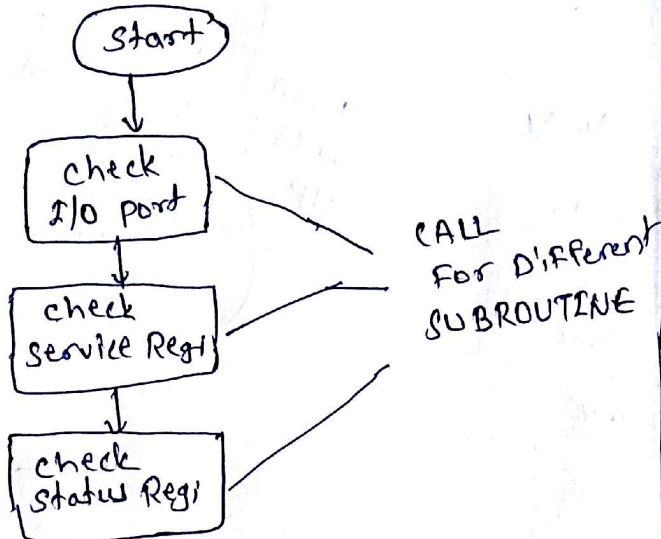 Start
check
I/O port
check
service Regi
check
Status Regi
CALL
For Different
SUBROUTINE